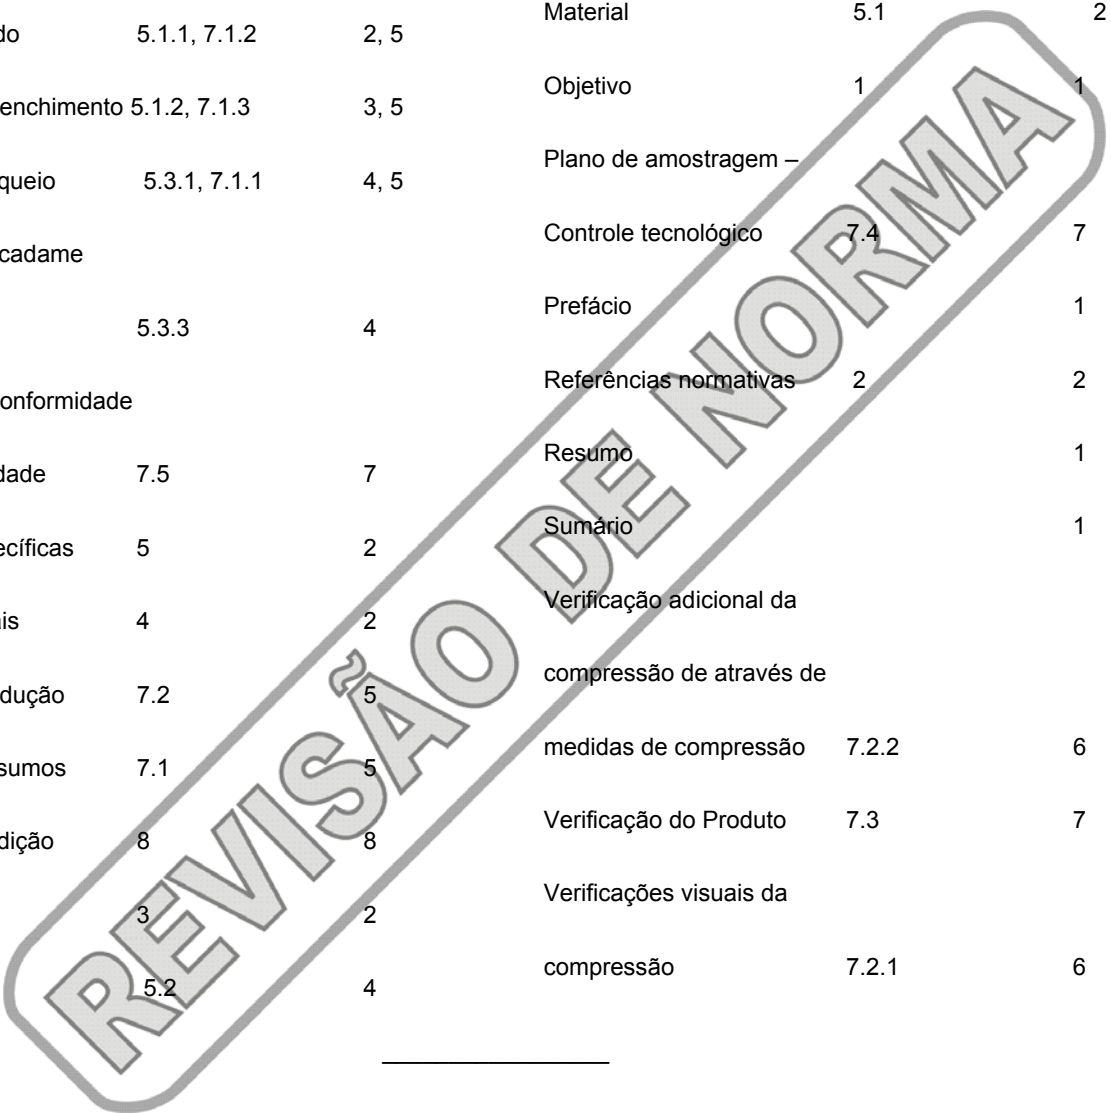 do 5.1.1, 7.1.2 2, 5
enchimento 5.1.2, 7.1.3 3, 5
queio 5.3.1, 7.1.1 4, 5
cadame
5.3.3 4
onformidade
dade 7.5 7
ecíficas 5 2
is 4 2
dução 7.2 5
sumos 7.1 5
dição 8 8
3 2
5.2 4
Material 5.1 2
Objetivo 1 1
Plano de amostragem –
Controle tecnológico 7.4 7
Prefácio 1
Referências normativas 2 2
Resumo 1
Sumário 1
Verificação adicional da
compressão de através de
medidas de compressão 7.2.2 6
Verificação do Produto 7.3 7
Verificações visuais da
compressão 7.2.1 6
REVISÃO DE NORMA